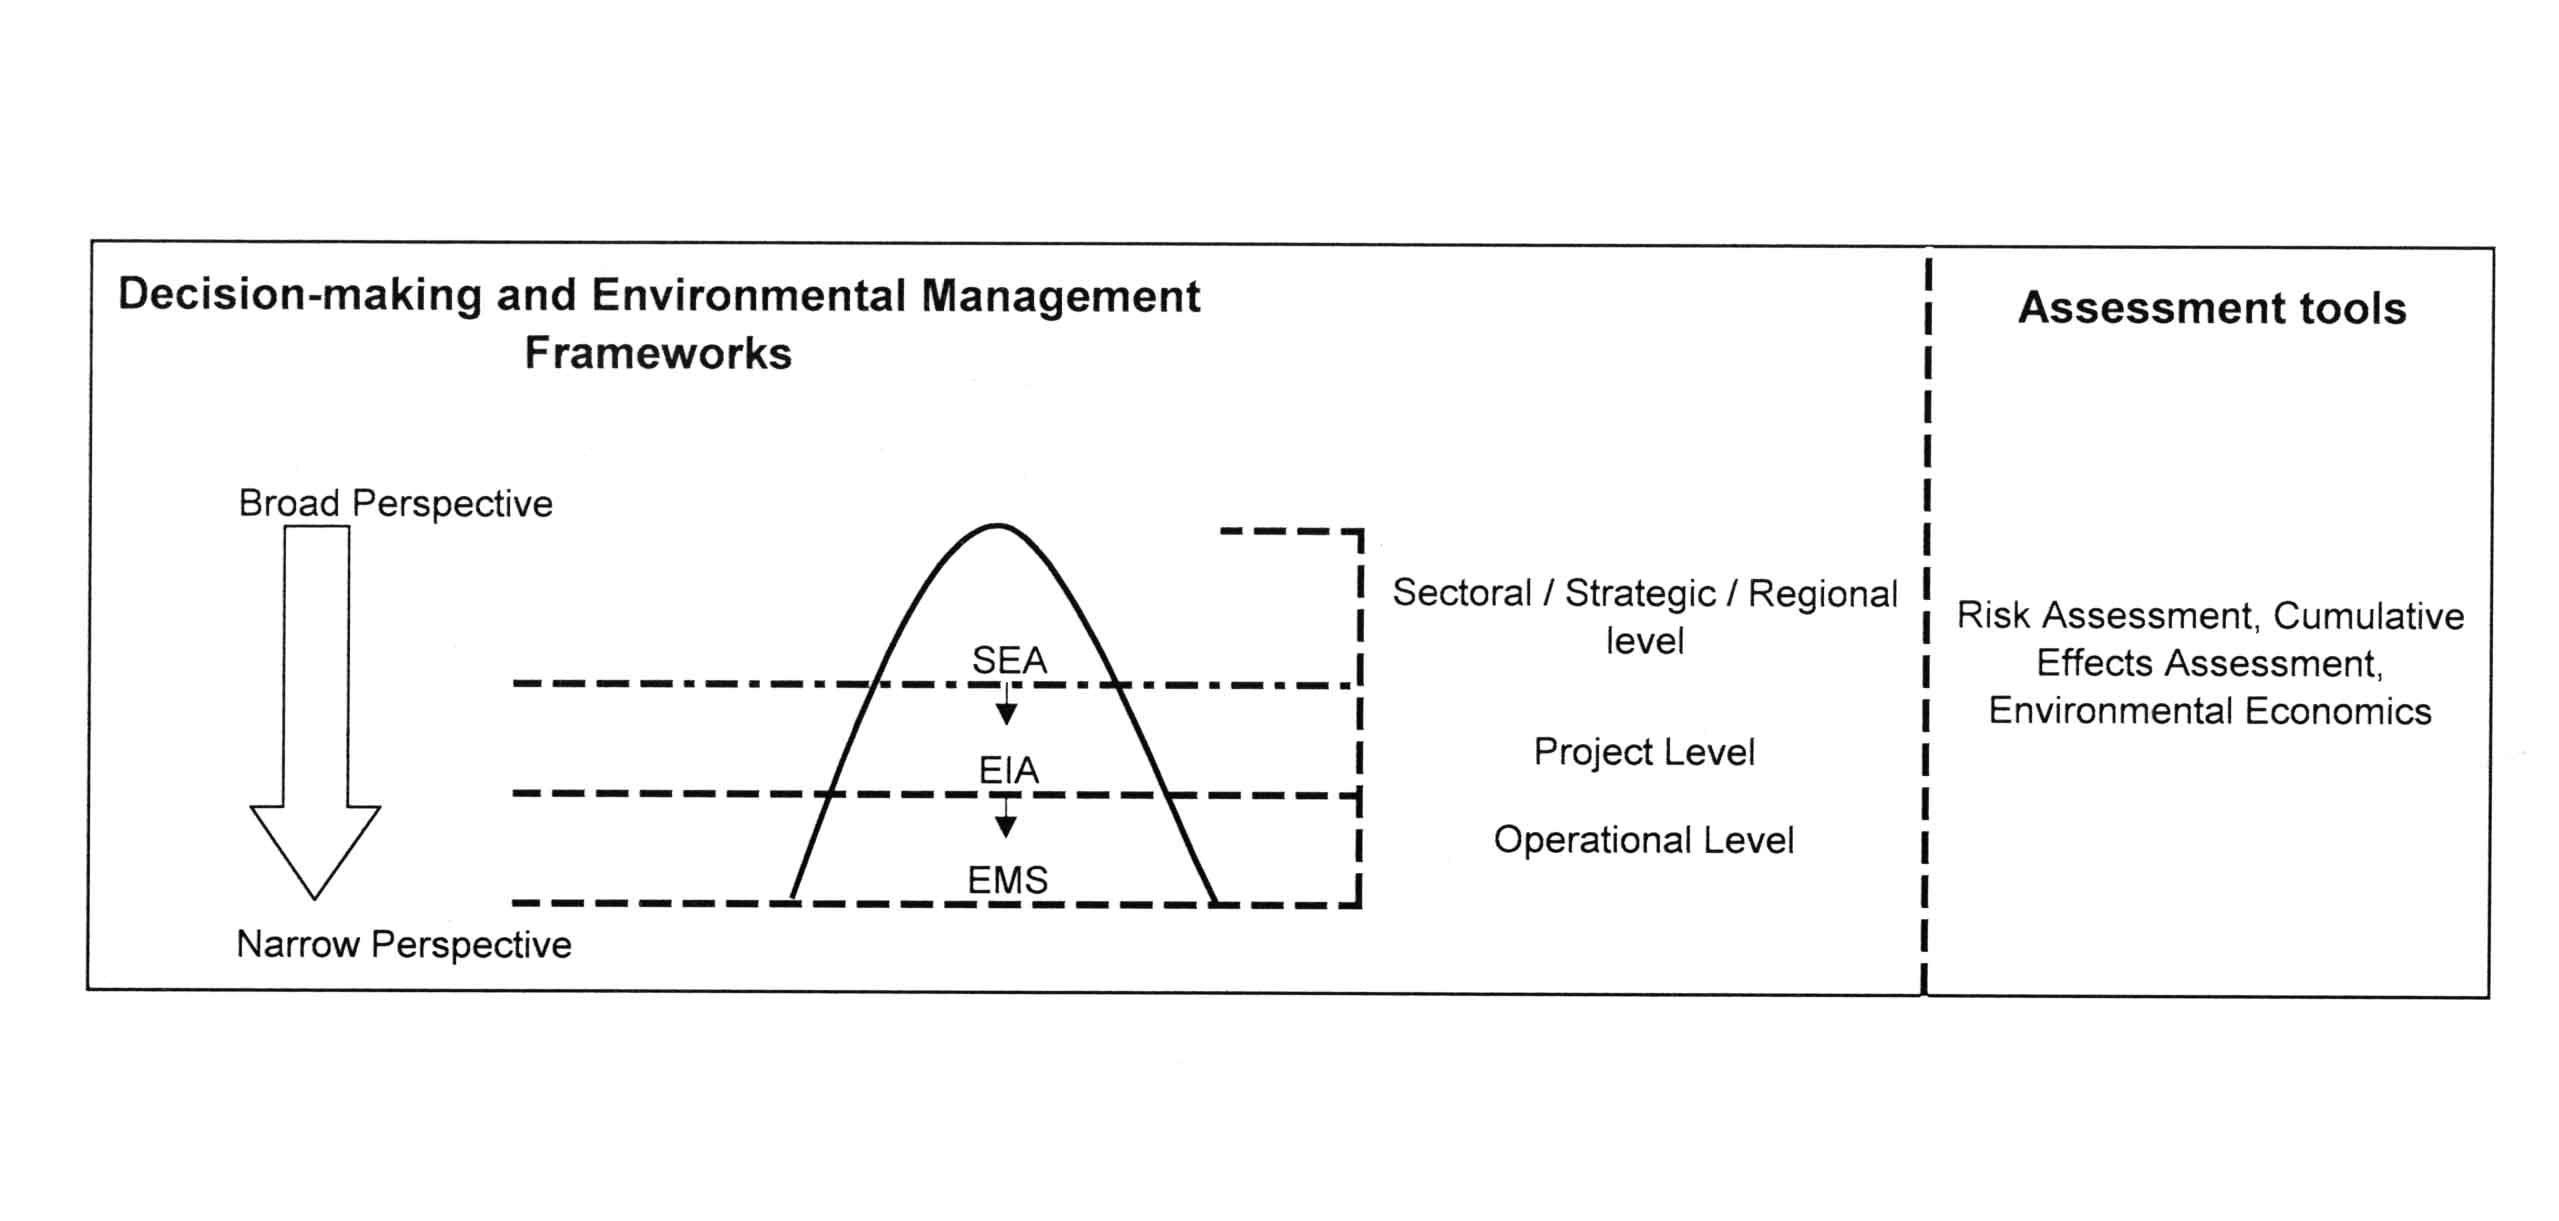 Decision-making and Environmental Management
Frameworks
Assessment tools
Broad Perspective
Sectoral / Strategic / Regional
level
Risk Assessment, Cumulative
Effects Assessment,
Environmental Economics
SEA
Project Level
EIA
Operational Level
EMS
Narrow Perspective